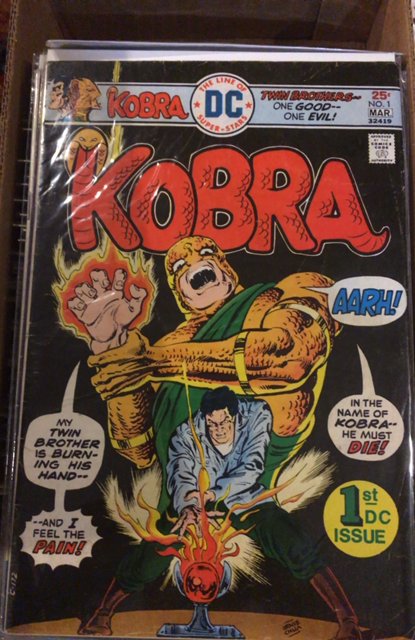 KOBRA
THE LINE OF
DC
SUPER-STARS
TWIN BROTHERS--
ONE GOOD--
ONE EVIL!
25¢
NO. 1
MAR.
32419
APPROVED
BY THE
COMICS
CODE
AUTHORITY
KOBRA
AARH!
MY
TWIN
BROTHER
IS BURN-
ING HIS
HAND--
--AND I
FEEL THE
PAIN!
IN THE
NAME OF
KOBRA--
HE MUST
DIE!
1st DC
ISSUE
C-172